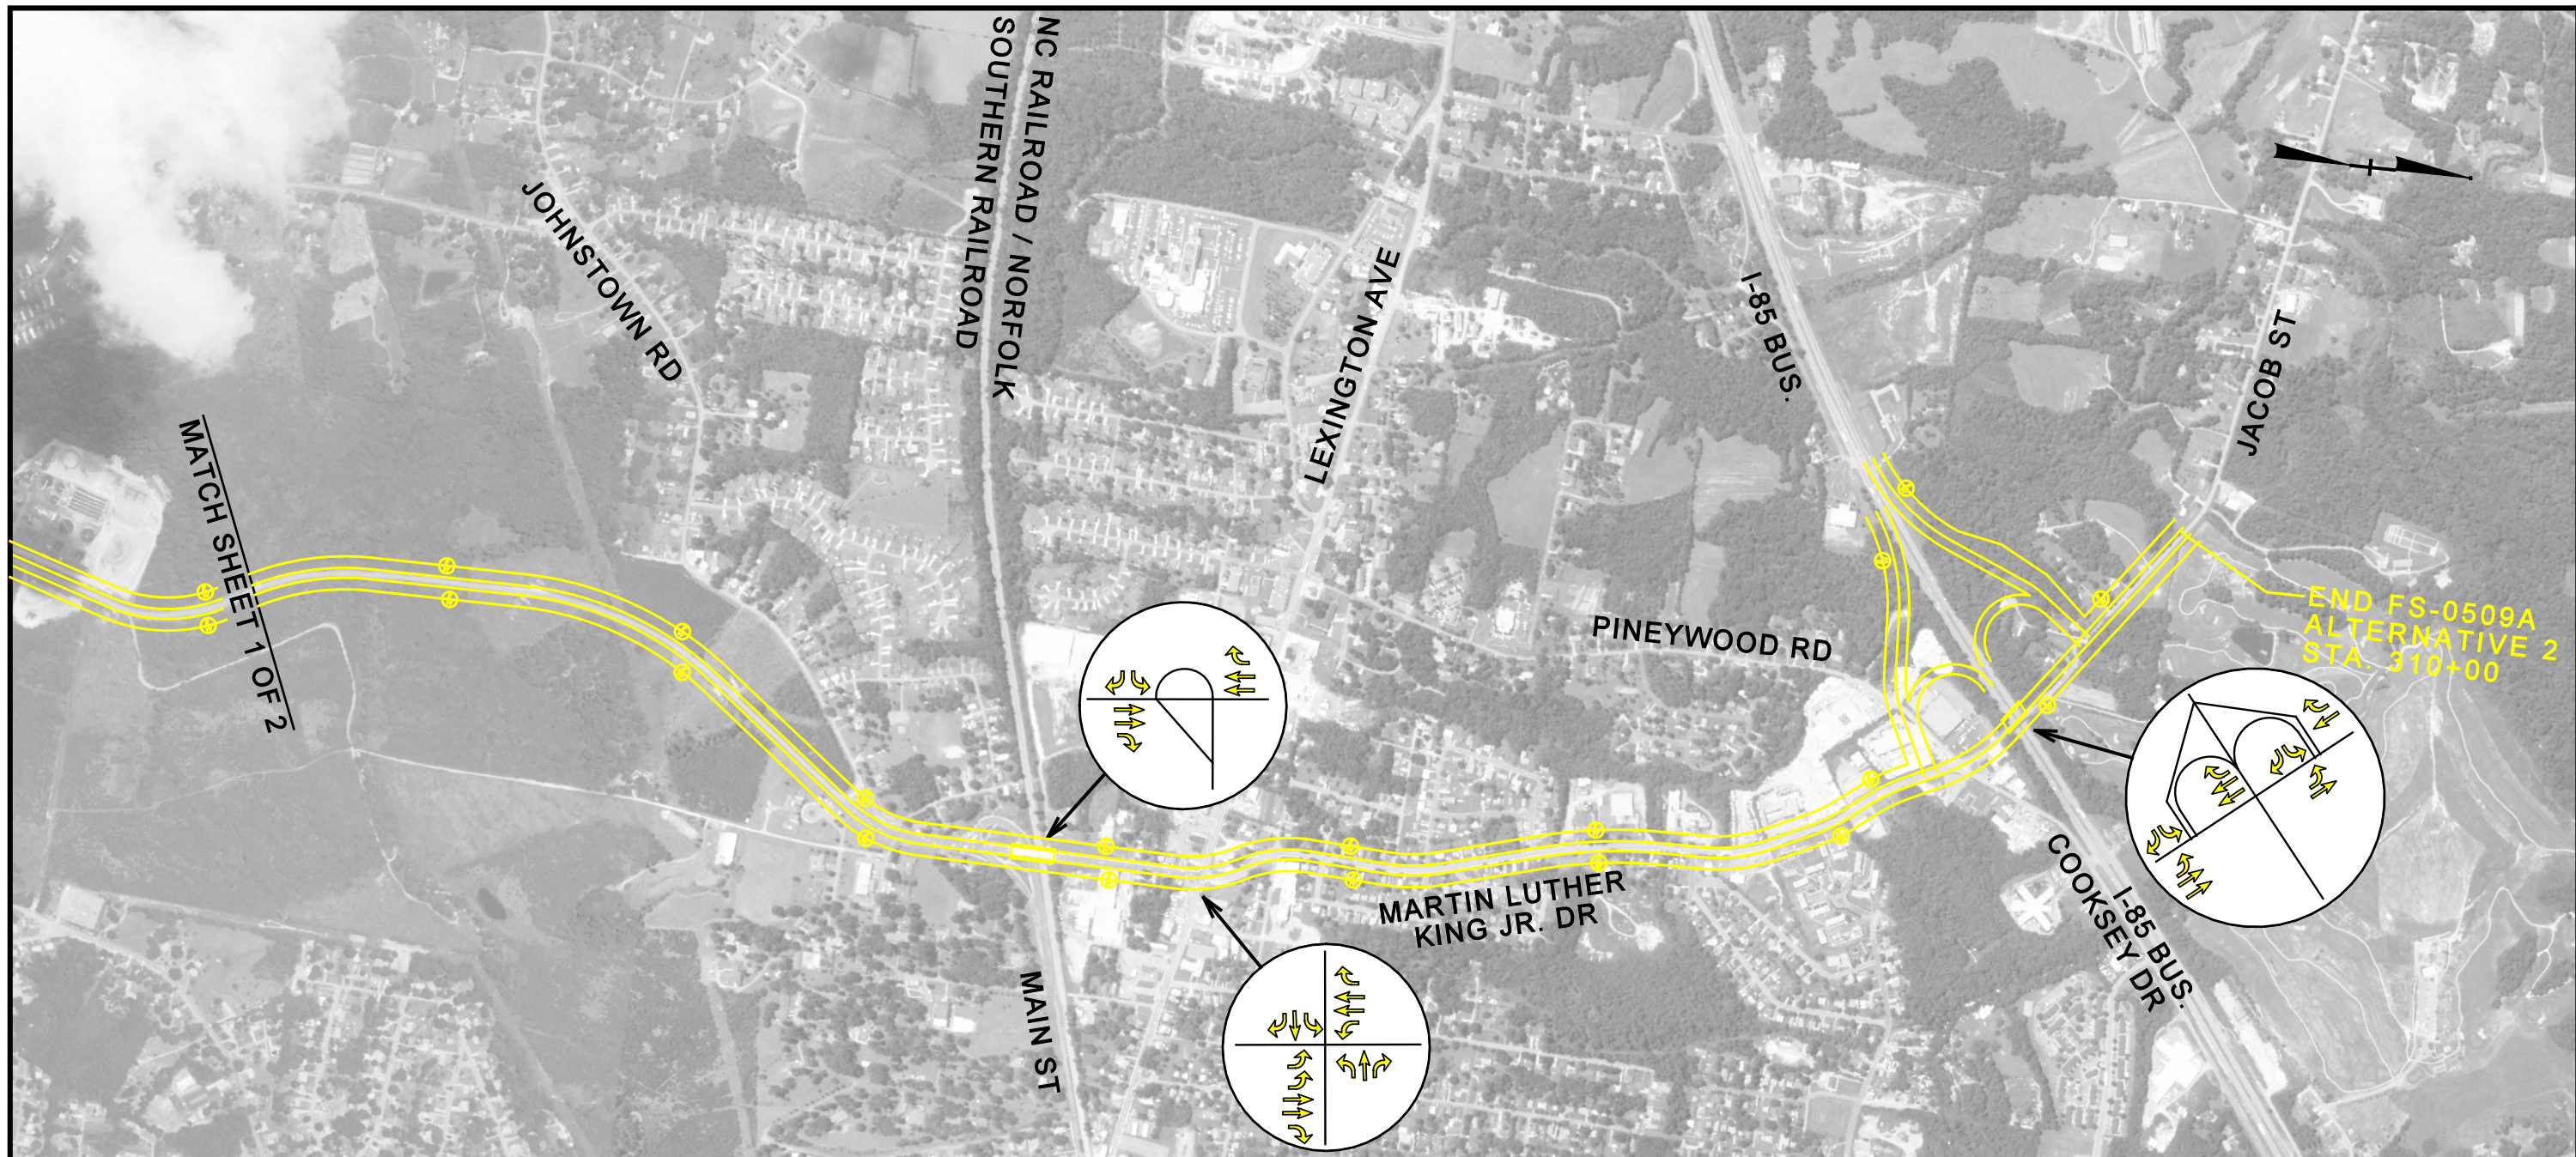 NC RAILROAD / NORFOLK
SOUTHERN RAILROAD
JOHNSTOWN RD
LEXINGTON AVE
I-85 BUS.
JACOB ST
MATCH SHEET 1 OF 2
PINEYWOOD RD
END FS-0509A
ALTERNATIVE 2
STA. 310+00
MARTIN LUTHER
KING JR. DR
MAIN ST
I-85 BUS.
COOKSEY DR